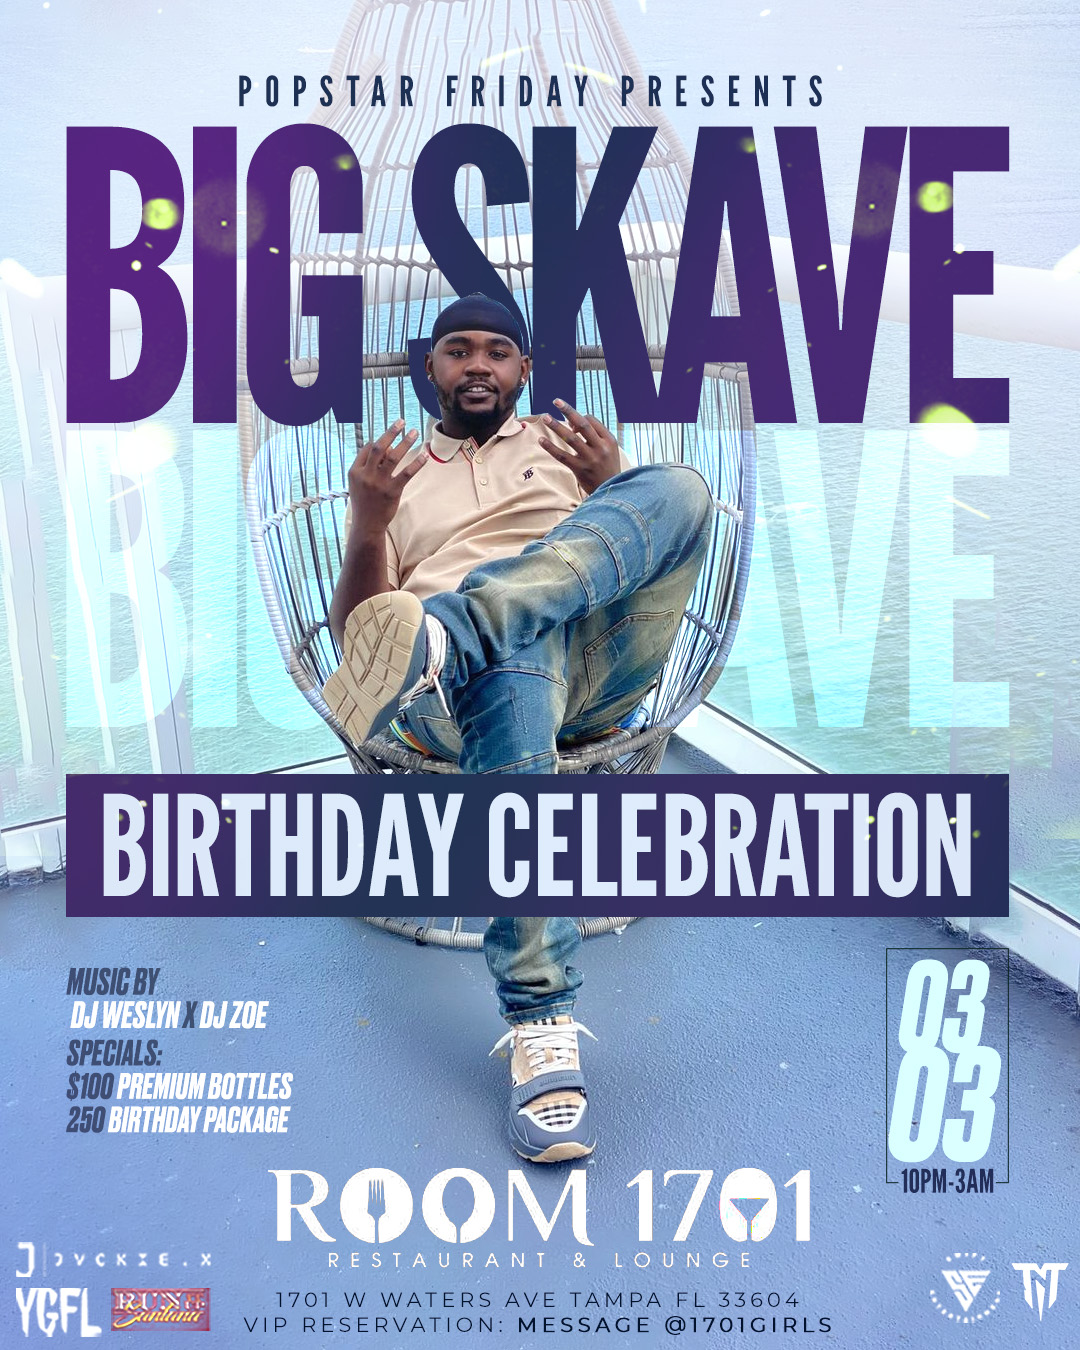 POPSTAR FRIDAY PRESENTS
BIG SKAVE
BIRTHDAY CELEBRATION
MUSIC BY
DJ WESLYN X DJ ZOE
SPECIALS:
$100 PREMIUM BOTTLES
250 BIRTHDAY PACKAGE
03
03
10PM-3AM
ROOM 1701
RESTAURANT & LOUNGE
1701 W WATERS AVE TAMPA FL 33604
VIP RESERVATION: MESSAGE @1701GIRLS
YGFL
TNT